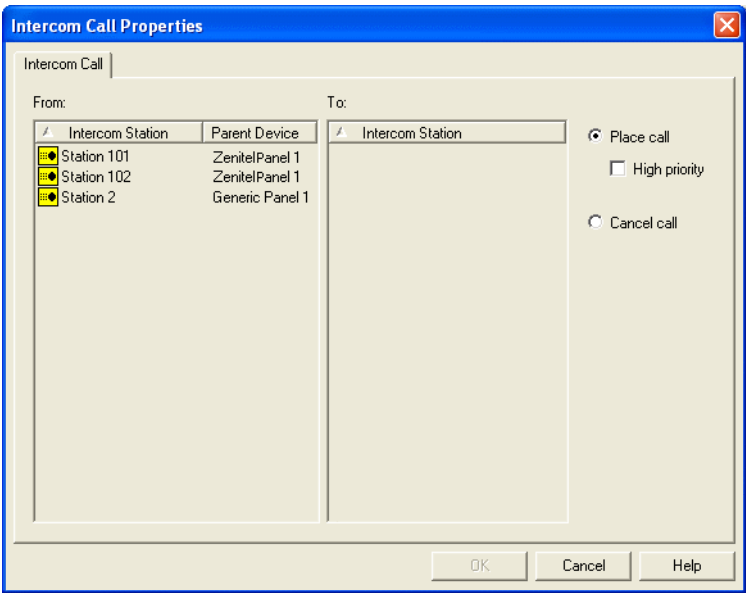 Intercom Call Properties
Intercom Call
From: To:
Intercom Station Parent Device Intercom Station
Station 101 ZenitelPanel 1
Station 102 ZenitelPanel 1
Station 2 Generic Panel 1
Place call
High priority
Cancel call
OK Cancel Help